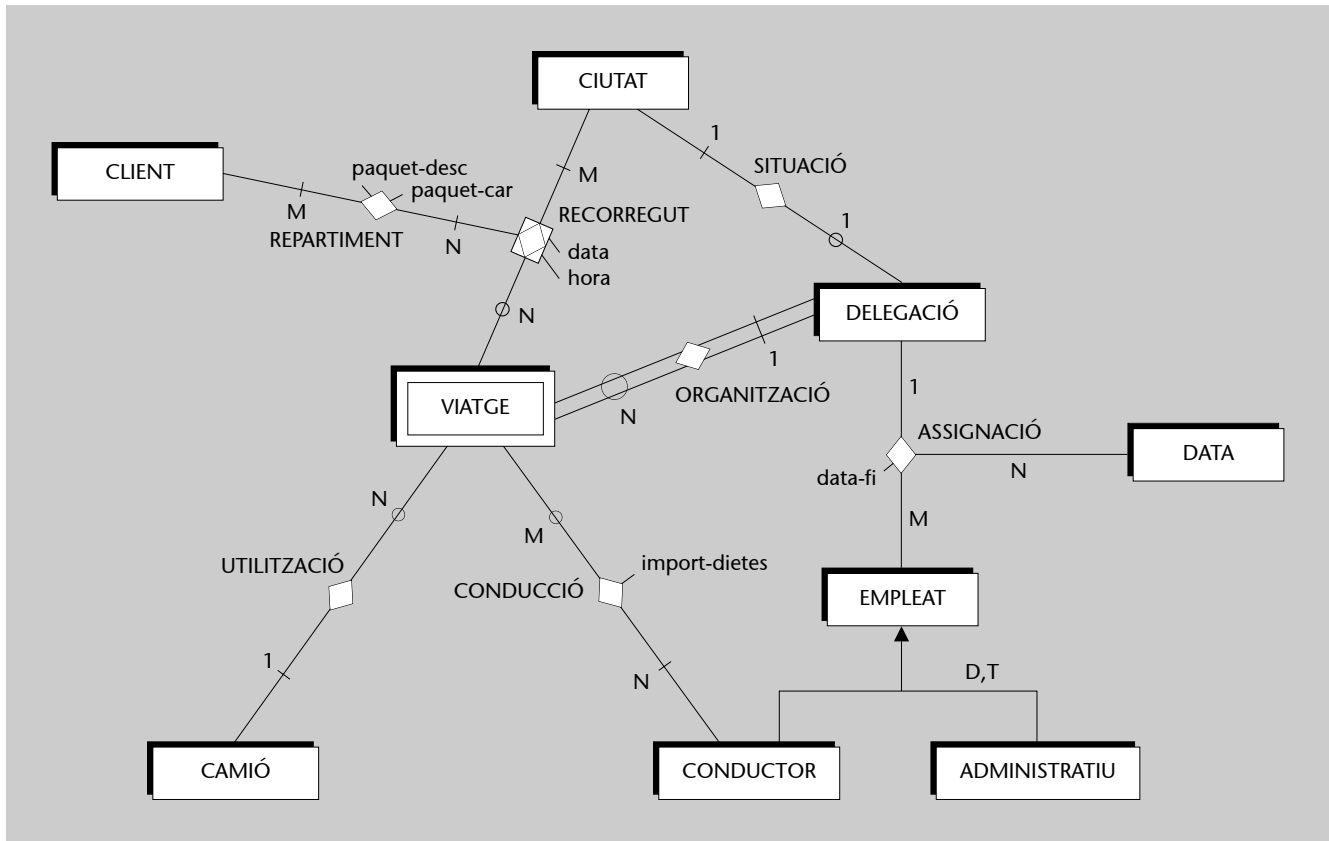 CIUTAT
1
SITUACIÓ
CLIENT
paquet-desc
paquet-car
M
M
REPARTIMENT
N
RECORREGUT
data
hora
1
N
DELEGACIÓ
1
ORGANITZACIÓ
N
VIATGE
1
ASSIGNACIÓ
DATA
data-fi
N
N
M
M
UTILITZACIÓ
import-dietes
CONDUCCIÓ
EMPLEAT
1
N
D,T
CAMIÓ
CONDUCTOR
ADMINISTRATIU